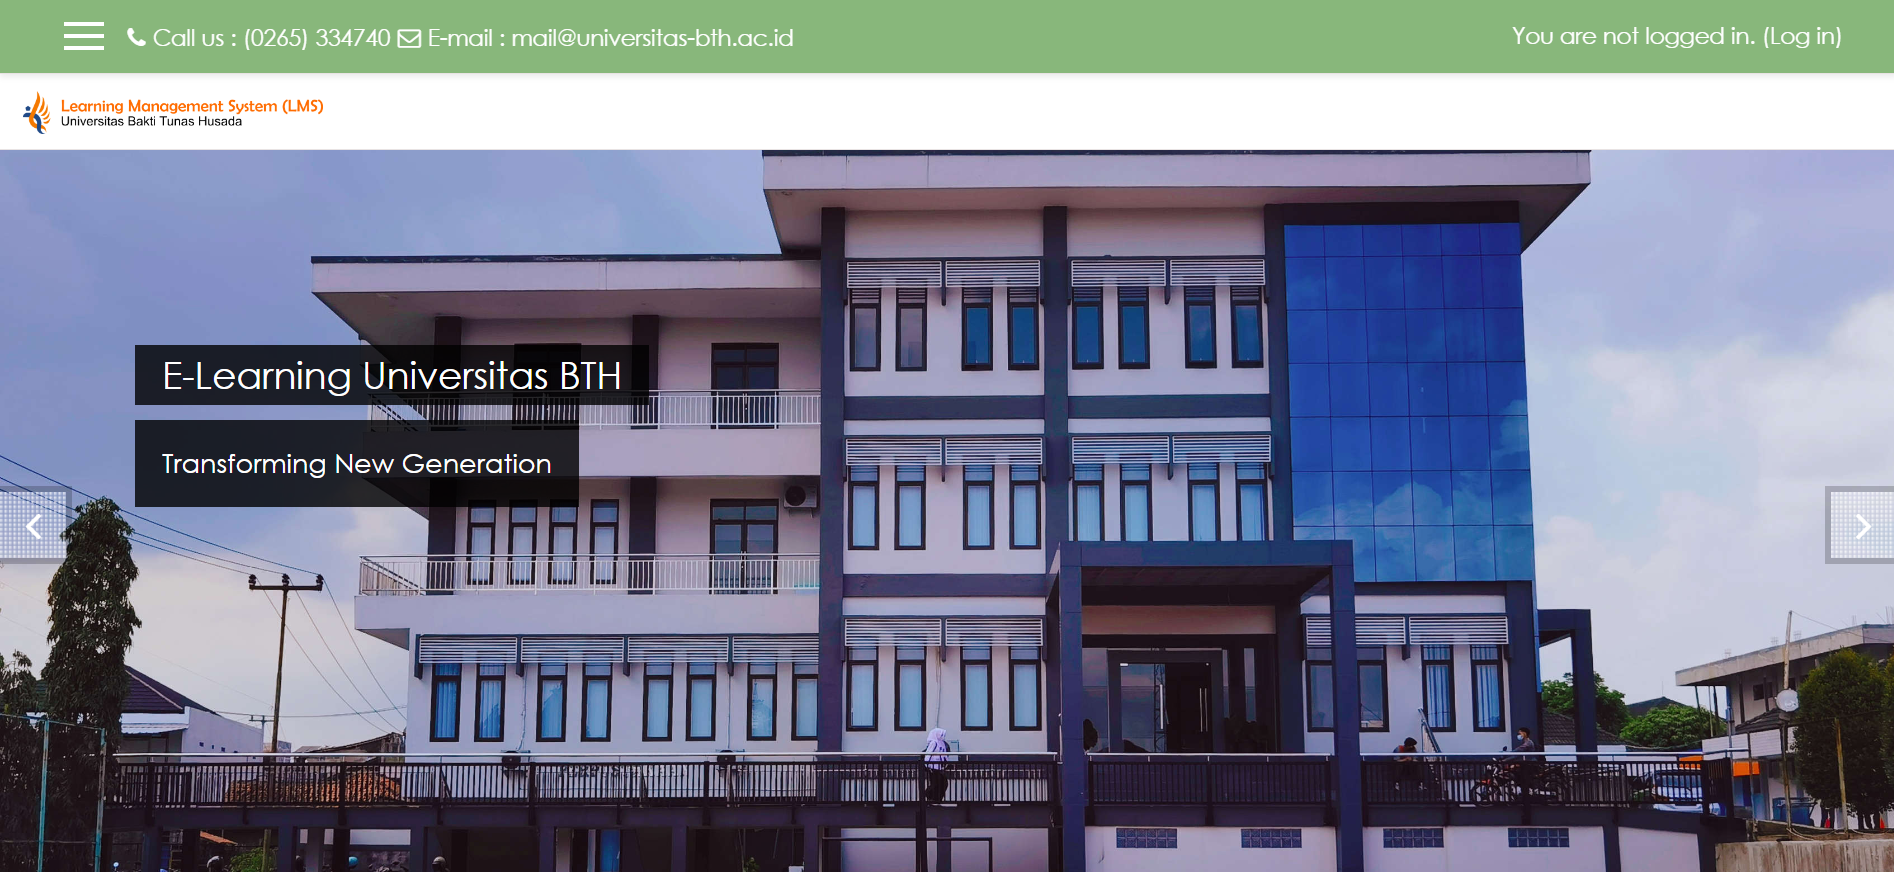 Call us : (0265) 334740 E-mail : mail@universitas-bth.ac.id
You are not logged in. (Log in)
Learning Management System (LMS)
Universitas Bakti Tunas Husada
E-Learning Universitas BTH
Transforming New Generation